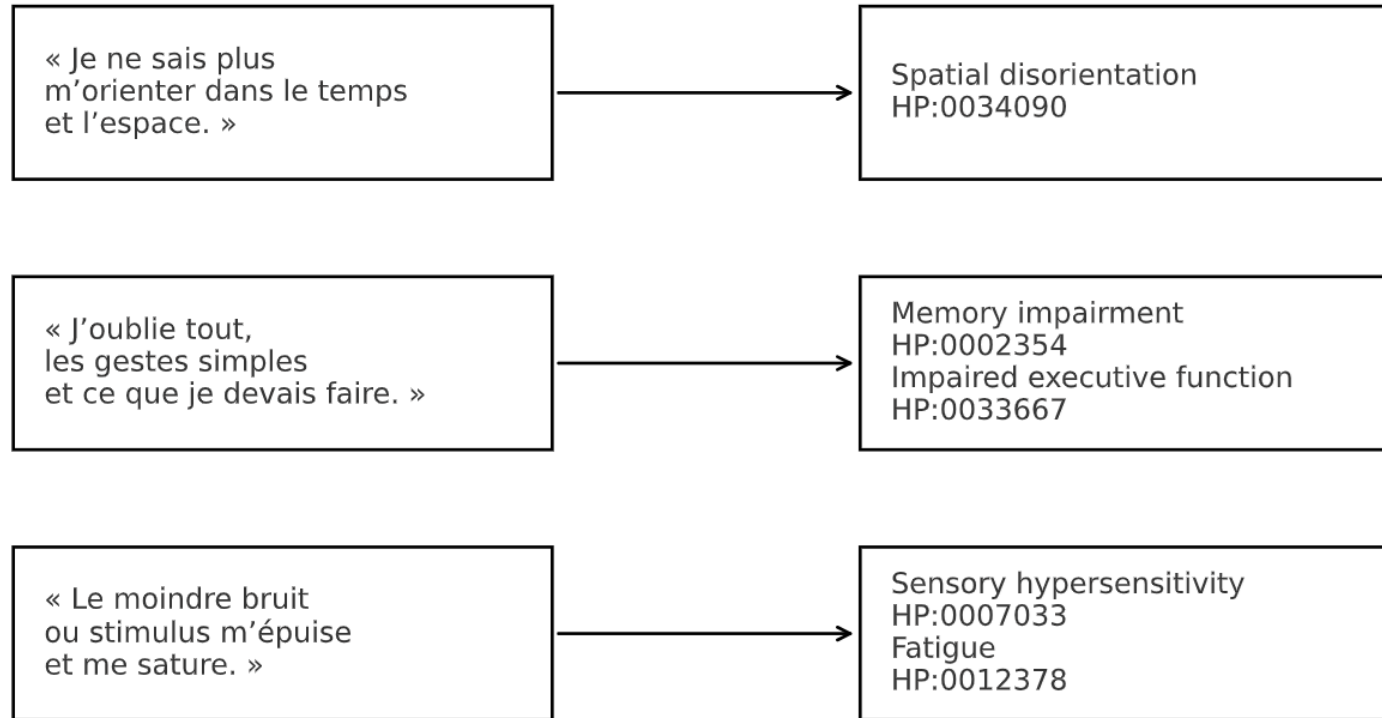 « Je ne sais plus
m’orienter dans le temps
et l’espace. »
Spatial disorientation
HP:0034090
« J’oublie tout,
les gestes simples
et ce que je devais faire. »
Memory impairment
HP:0002354
Impaired executive function
HP:0033667
« Le moindre bruit
ou stimulus m’épuise
et me sature. »
Sensory hypersensitivity
HP:0007033
Fatigue
HP:0012378